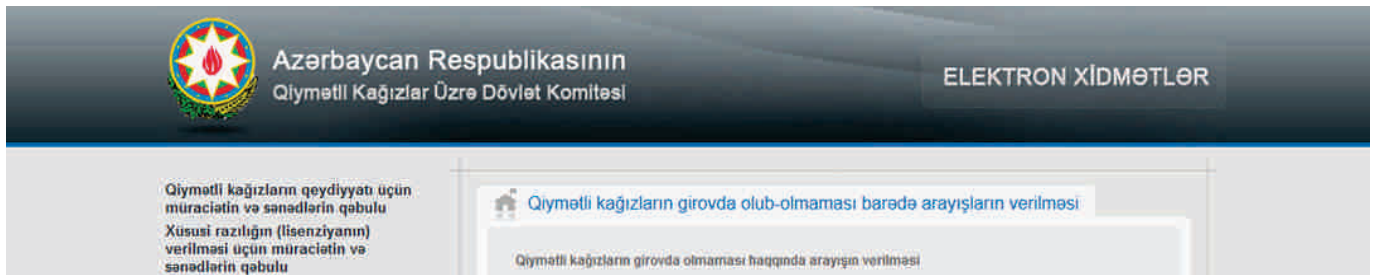 Azərbaycan Respublikasının
Qiymətli Kağızlar Üzrə Dövlət Komitəsi
ELEKTRON XİDMƏTLƏR
Qiymətli kağızların qeydiyyatı üçün
müraciətin və sənədlərin qəbulu
Xüsusi razılığın (lisenziyanın)
verilməsi üçün müraciətin və
sənədlərin qəbulu
Qiymətli kağızların girovda olub-olmaması barədə arayışların verilməsi
Qiymətli kağızların girovda olmaması haqqında arayışın verilməsi